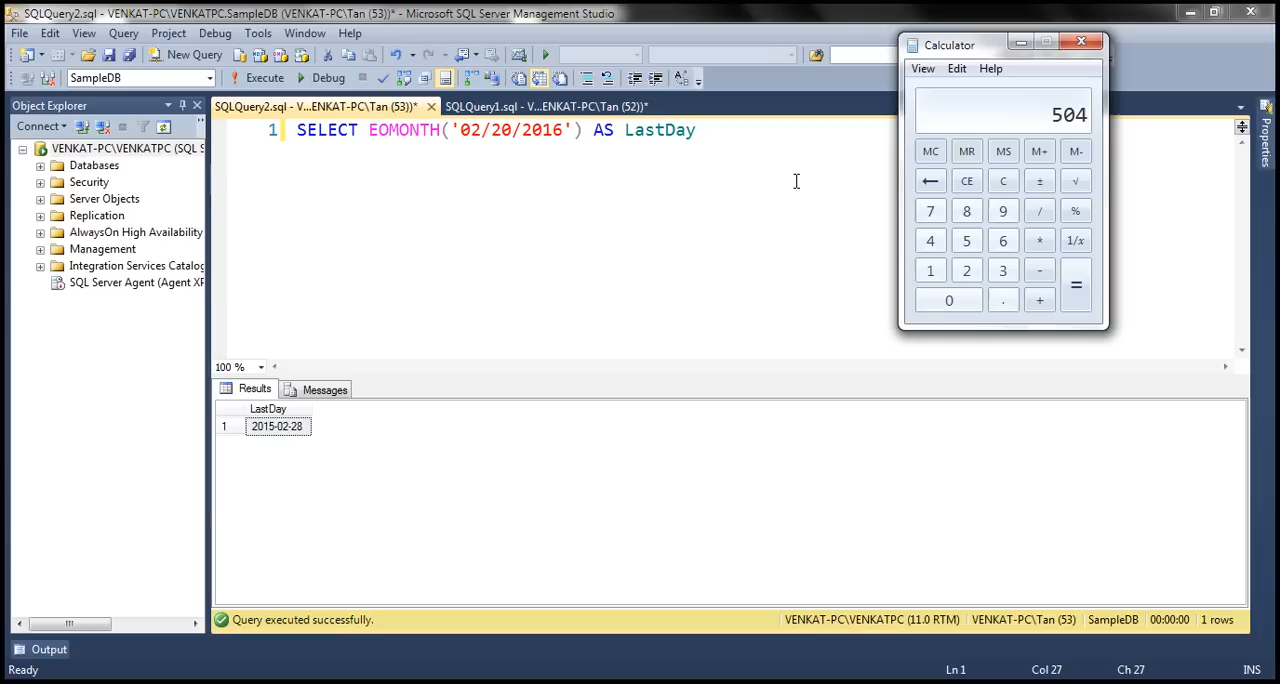 SQLQuery2.sql - VENKAT-PC\VENKATPC.SampleDB (VENKAT-PC\Tan (53))* - Microsoft SQL Server Management Studio
File Edit View Query Project Debug Tools Window Help
New Query
SampleDB Execute Debug
Object Explorer
Connect
VENKAT-PC\VENKATPC (SQL S
Databases
Security
Server Objects
Replication
AlwaysOn High Availability
Management
Integration Services Catalog
SQL Server Agent (Agent XP
SQLQuery2.sql - V...ENKAT-PC\Tan (53))* SQLQuery1.sql - V...ENKAT-PC\Tan (52))*
1 SELECT EOMONTH('02/20/2016') AS LastDay
Calculator
View Edit Help
504
MC MR MS M+ M-
← CE C ± √
7 8 9 / %
4 5 6 * 1/x
1 2 3 - =
0 . +
Properties
100 %
Results Messages
LastDay
1 2015-02-28
Query executed successfully. VENKAT-PC\VENKATPC (11.0 RTM) VENKAT-PC\Tan (53) SampleDB 00:00:00 1 rows
Output
Ready Ln 1 Col 27 Ch 27 INS